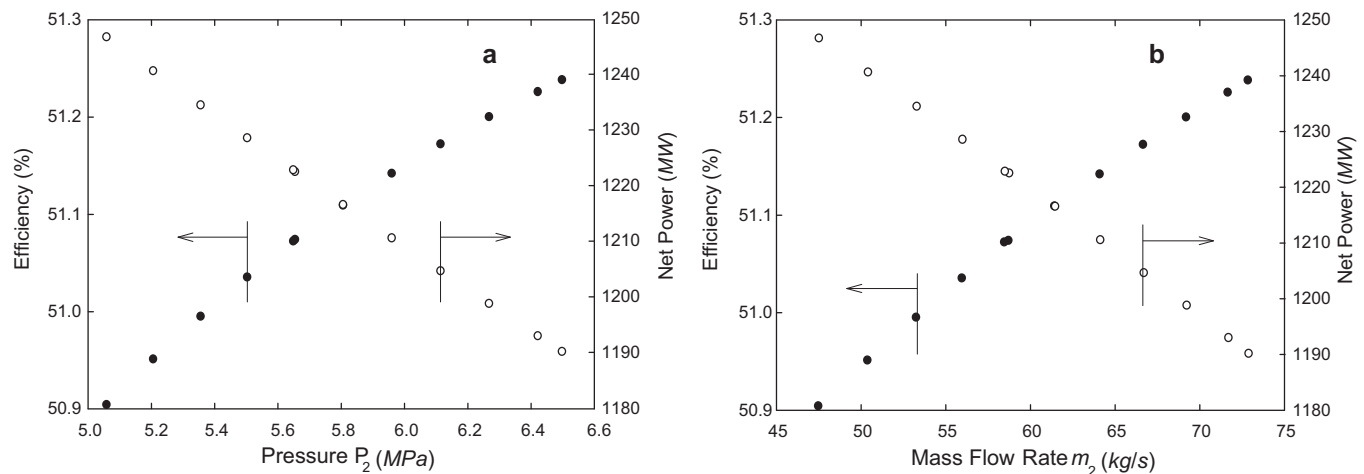 a
Efficiency (%)
51.3
51.2
51.1
51.0
50.9
5.0 5.2 5.4 5.6 5.8 6.0 6.2 6.4 6.6
Pressure P2 (MPa)
1250
1240
1230
1220
1210
1200
1190
1180
Net Power (MW)
b
Efficiency (%)
51.3
51.2
51.1
51.0
50.9
45 50 55 60 65 70 75
Mass Flow Rate m2 (kg/s)
1250
1240
1230
1220
1210
1200
1190
1180
Net Power (MW)